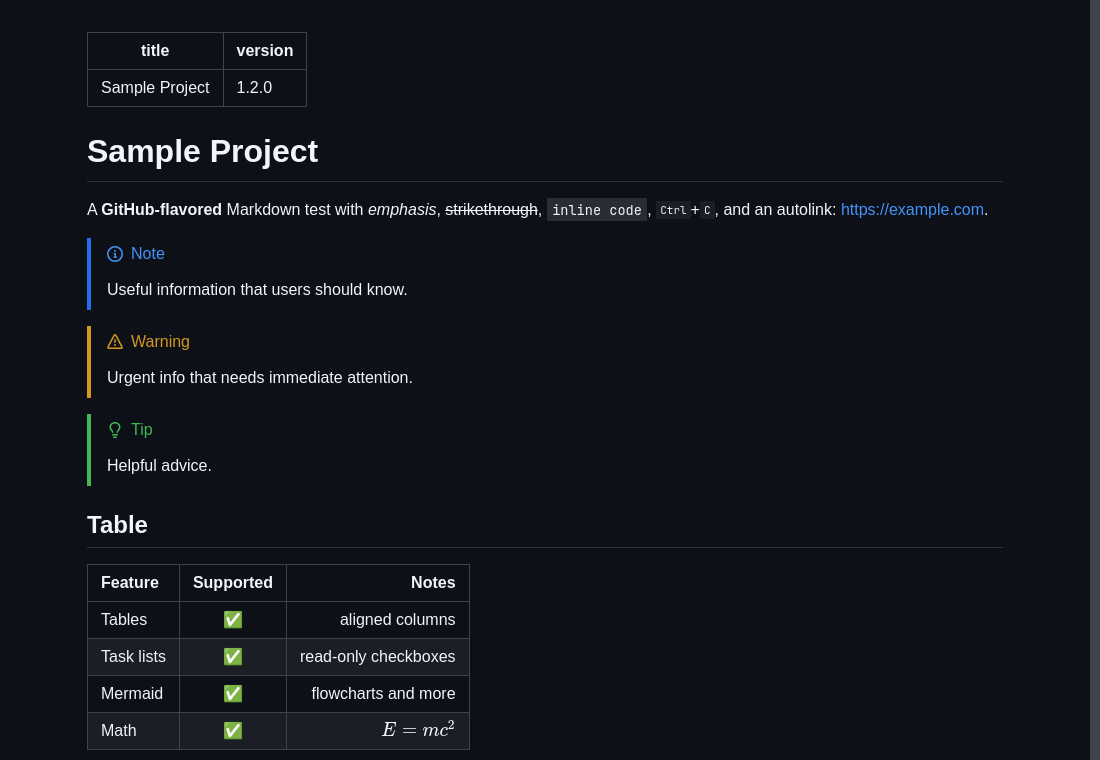 title version
Sample Project 1.2.0
Sample Project
A GitHub-flavored Markdown test with emphasis, strikethrough, inline code, Ctrl+C, and an autolink: https://example.com.
Note
Useful information that users should know.
Warning
Urgent info that needs immediate attention.
Tip
Helpful advice.
Table
Feature Supported Notes
Tables ✅ aligned columns
Task lists ✅ read-only checkboxes
Mermaid ✅ flowcharts and more
Math ✅ E = mc²